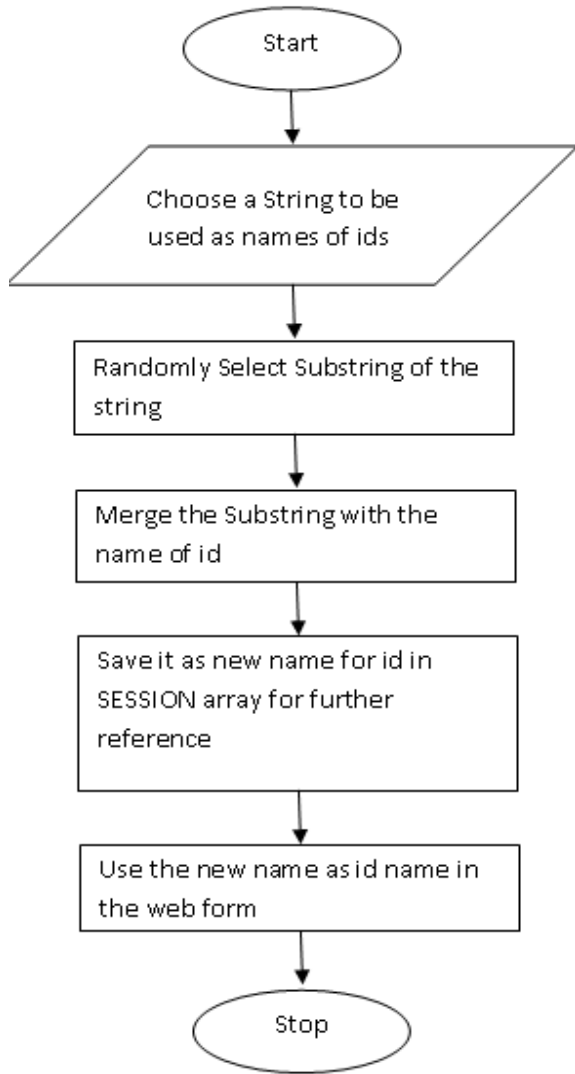 Start
Choose a String to be
used as names of ids
Randomly Select Substring of the
string
Merge the Substring with the
name of id
Save it as new name for id in
SESSION array for further
reference
Use the new name as id name in
the web form
Stop